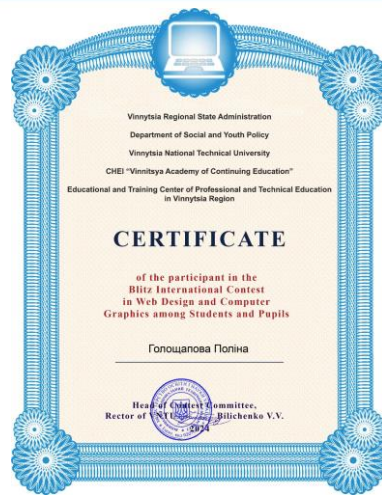 Vinnytsia Regional State Administration
Department of Social and Youth Policy
Vinnytsia National Technical University
CHEI "Vinnitsya Academy of Continuing Education"
Educational and Training Center of Professional and Technical Education
in Vinnytsia Region
CERTIFICATE
of the participant in the
Blitz International Contest
in Web Design and Computer
Graphics among Students and Pupils
Голощапова Поліна
Head of Contest Committee,
Rector of VNTU Bilichenko V.V.
2024